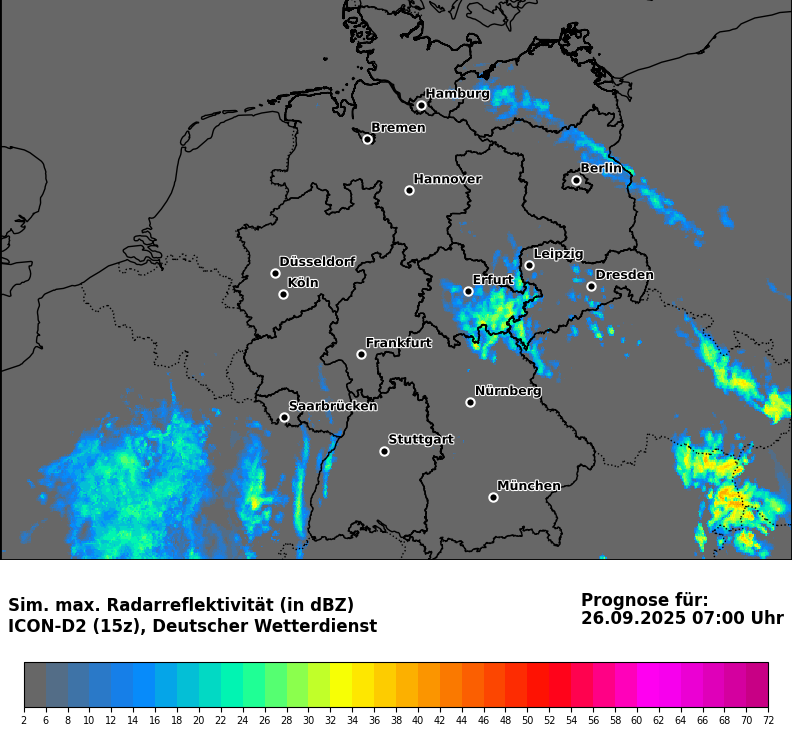 Hamburg
Bremen
Berlin
Hannover
Leipzig
Düsseldorf
Erfurt
Dresden
Köln
Frankfurt
Nürnberg
Saarbrücken
Stuttgart
München
Sim. max. Radarreflektivität (in dBZ)
ICON-D2 (15z), Deutscher Wetterdienst
Prognose für:
26.09.2025 07:00 Uhr
2 6 8 10 12 14 16 18 20 22 24 26 28 30 32 34 36 38 40 42 44 46 48 50 52 54 56 58 60 62 64 66 68 70 72